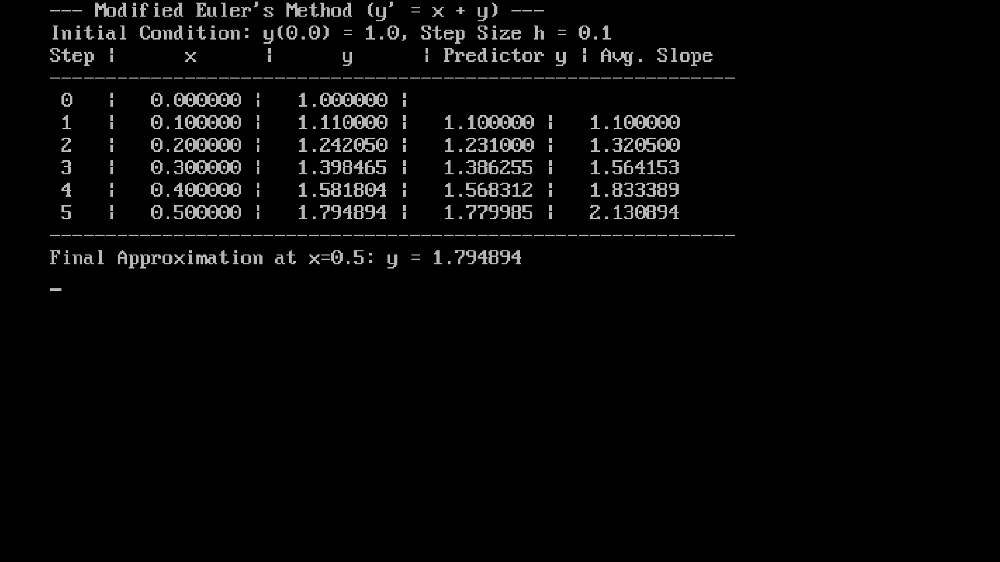 --- Modified Euler's Method (y' = x + y) ---
Initial Condition: y(0.0) = 1.0, Step Size h = 0.1
Step |      x      |      y      | Predictor y | Avg. Slope
-------------------------------------------------------------
 0   |   0.000000 |   1.000000 |
 1   |   0.100000 |   1.110000 |   1.100000 |   1.100000
 2   |   0.200000 |   1.242050 |   1.231000 |   1.320500
 3   |   0.300000 |   1.398465 |   1.386255 |   1.564153
 4   |   0.400000 |   1.581804 |   1.568312 |   1.833389
 5   |   0.500000 |   1.794894 |   1.779985 |   2.130894
-------------------------------------------------------------
Final Approximation at x=0.5: y = 1.794894
_